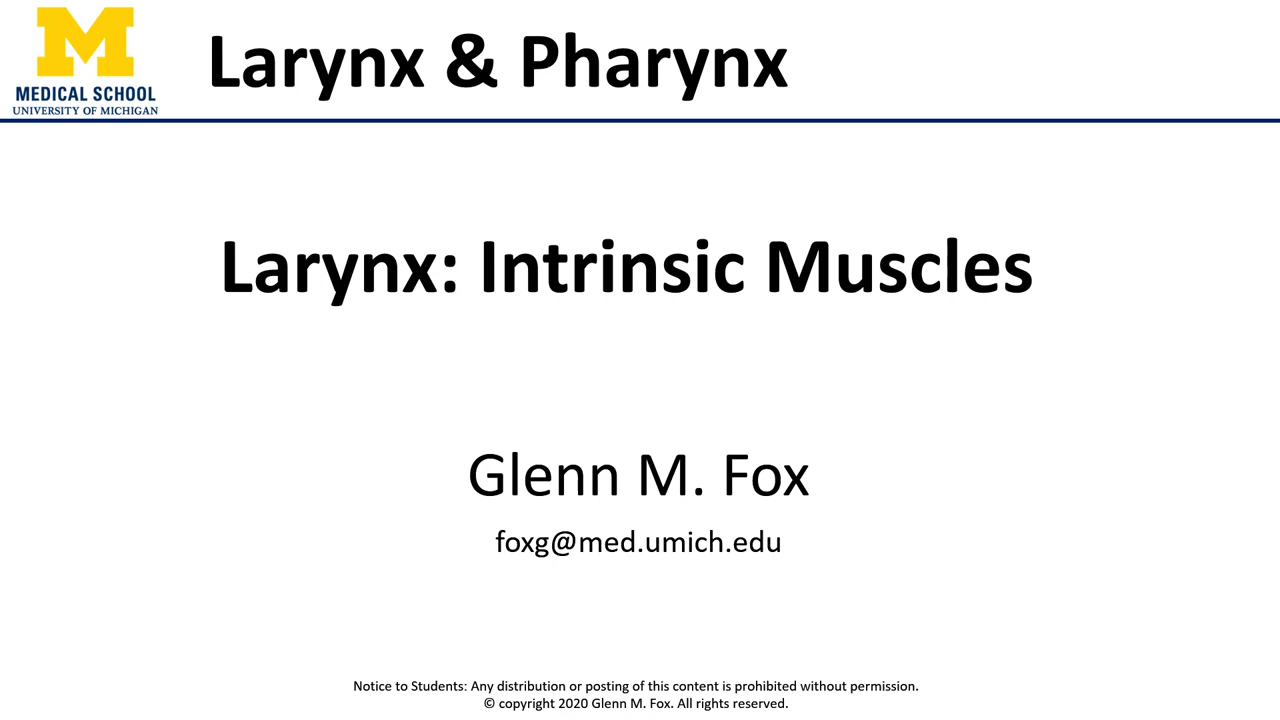 Larynx & Pharynx
MEDICAL SCHOOL
UNIVERSITY OF MICHIGAN
Larynx: Intrinsic Muscles
Glenn M. Fox
foxg@med.umich.edu
Notice to Students: Any distribution or posting of this content is prohibited without permission.
© copyright 2020 Glenn M. Fox. All rights reserved.